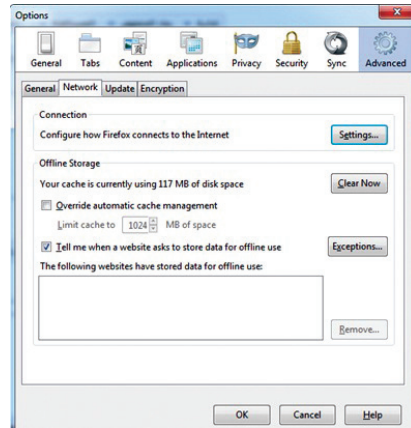 Options
General Tabs Content Applications Privacy Security Sync Advanced
General Network Update Encryption
Connection
Configure how Firefox connects to the Internet Settings...
Offline Storage
Your cache is currently using 117 MB of disk space Clear Now
Override automatic cache management
Limit cache to 1024 MB of space
Tell me when a website asks to store data for offline use Exceptions...
The following websites have stored data for offline use:
Remove...
OK Cancel Help